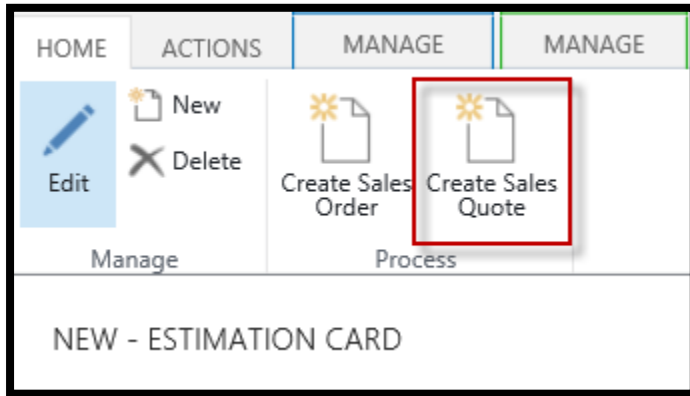 HOME ACTIONS MANAGE MANAGE
Edit
New
Delete
Manage
Create Sales
Order
Create Sales
Quote
Process
NEW - ESTIMATION CARD